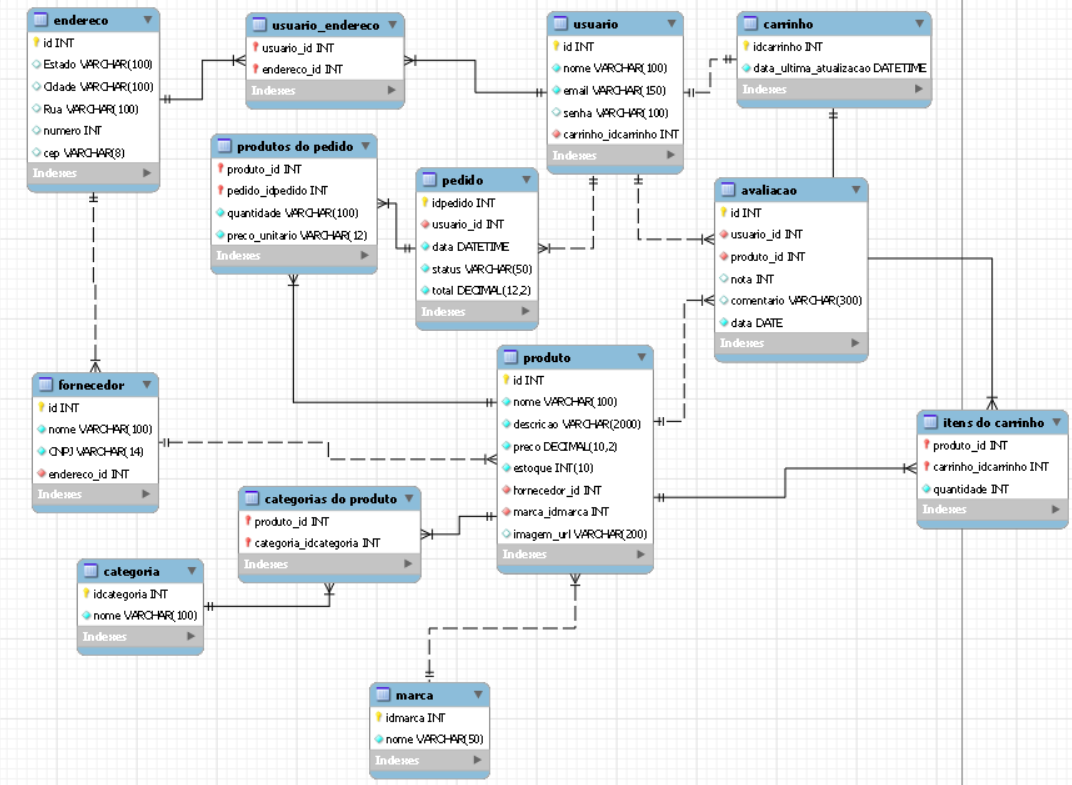 endereco
id INT
Estado VARCHAR(100)
Cidade VARCHAR(100)
Rua VARCHAR(100)
numero INT
cep VARCHAR(8)
Indexes
usuario_endereco
usuario_id INT
endereco_id INT
Indexes
usuario
id INT
nome VARCHAR(100)
email VARCHAR(150)
senha VARCHAR(100)
carrinho_idcarrinho INT
Indexes
carrinho
idcarrinho INT
data_ultima_atualizacao DATETIME
Indexes
produtos do pedido
produto_id INT
pedido_idpedido INT
quantidade VARCHAR(100)
preco_unitario VARCHAR(12)
Indexes
pedido
idpedido INT
usuario_id INT
data DATETIME
status VARCHAR(50)
total DECIMAL(12,2)
Indexes
avaliacao
id INT
usuario_id INT
produto_id INT
nota INT
comentario VARCHAR(300)
data DATE
Indexes
fornecedor
id INT
nome VARCHAR(100)
CNPJ VARCHAR(14)
endereco_id INT
Indexes
produto
id INT
nome VARCHAR(100)
descricao VARCHAR(2000)
preco DECIMAL(10,2)
estoque INT(10)
fornecedor_id INT
marca_idmarca INT
imagem_url VARCHAR(200)
Indexes
itens do carrinho
produto_id INT
carrinho_idcarrinho INT
quantidade INT
Indexes
categorias do produto
produto_id INT
categoria_idcategoria INT
Indexes
categoria
idcategoria INT
nome VARCHAR(100)
Indexes
marca
idmarca INT
nome VARCHAR(50)
Indexes